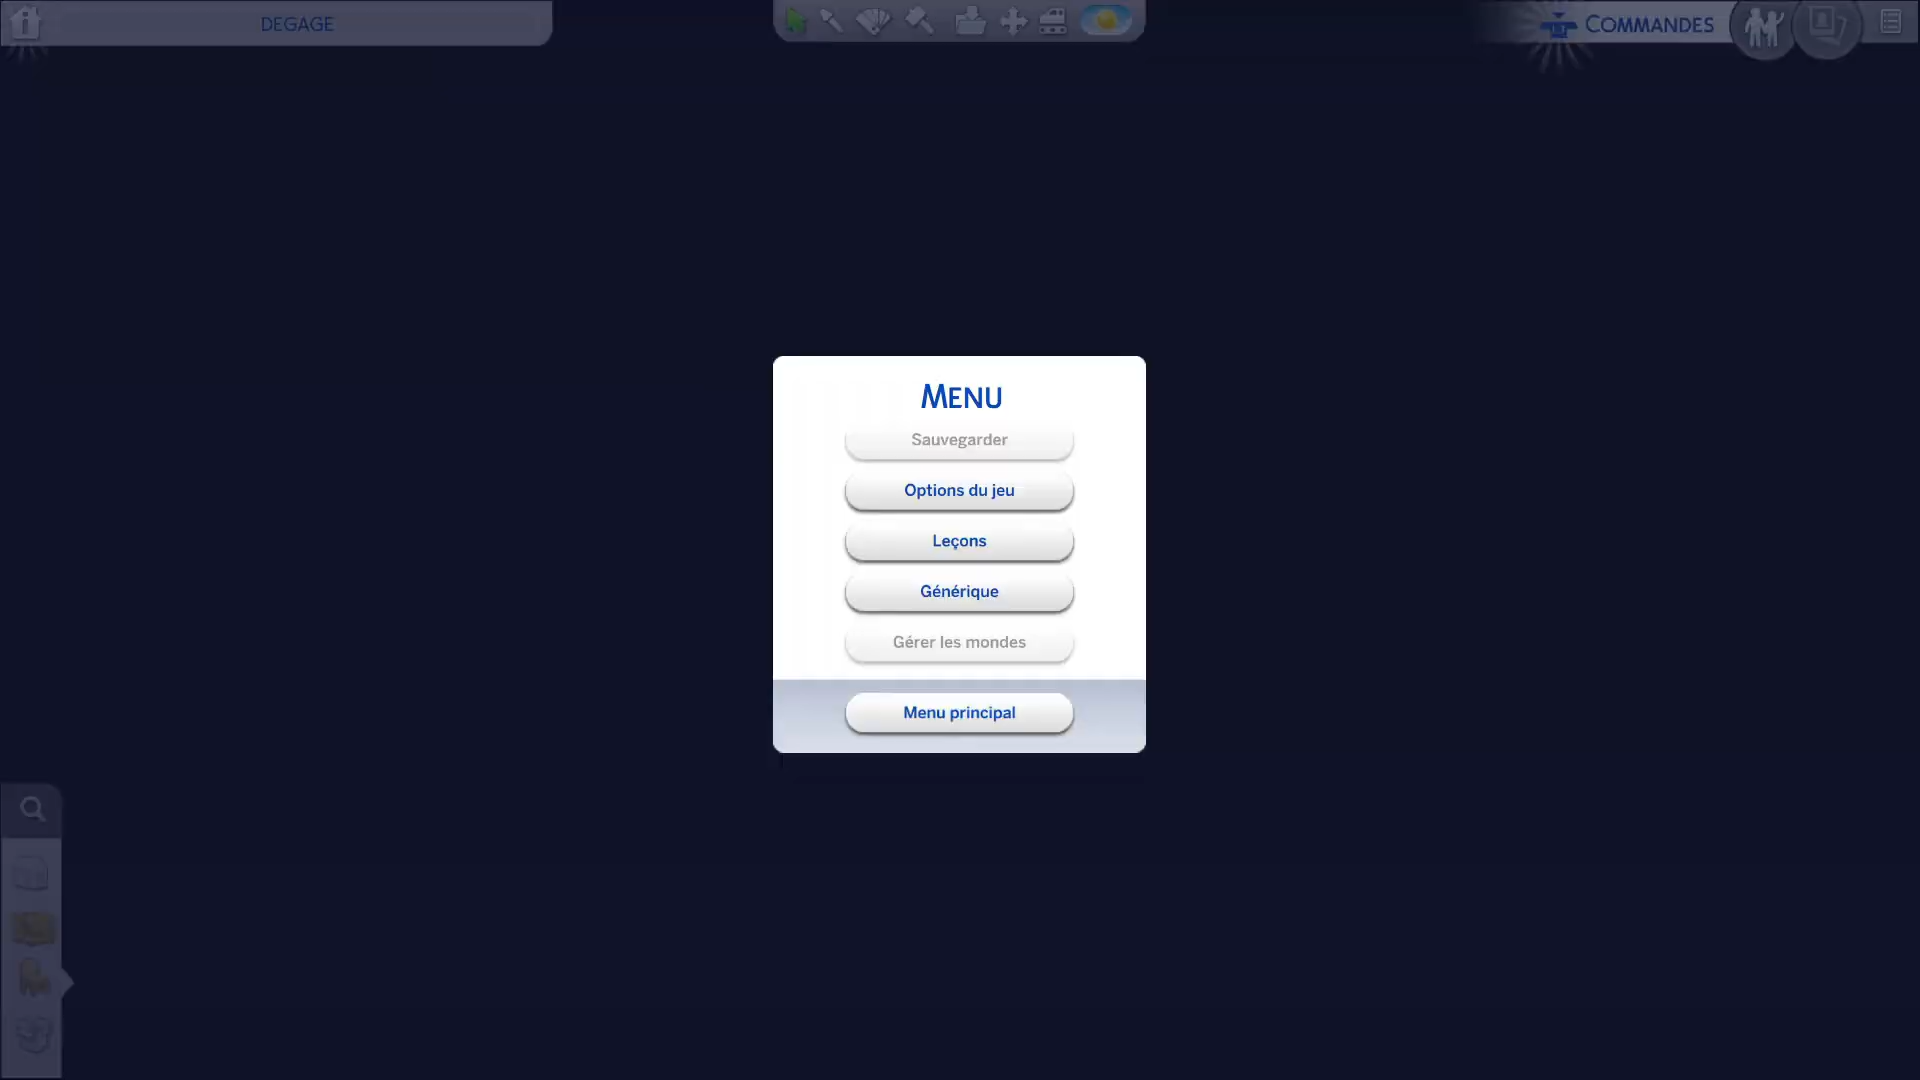 DEGAGE
COMMANDES
MENU
Sauvegarder
Options du jeu
Leçons
Générique
Gérer les mondes
Menu principal